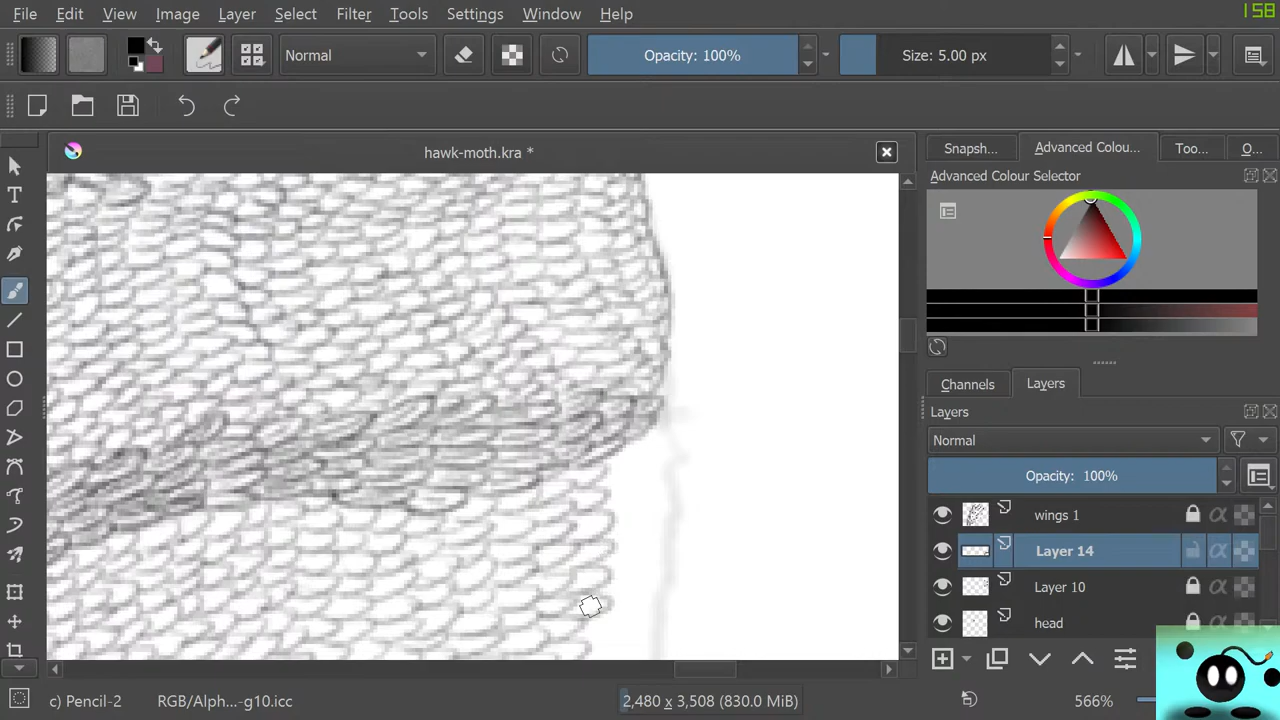 File Edit View Image Layer Select Filter Tools Settings Window Help 158
Normal Opacity: 100% Size: 5.00 px
hawk-moth.kra *
Snapsh... Advanced Colou... Too... O...
Advanced Colour Selector
Channels Layers
Layers
Normal
Opacity: 100%
wings 1
Layer 14
Layer 10
head
c) Pencil-2 RGB/Alph...-g10.icc 2,480 x 3,508 (830.0 MiB) 566%